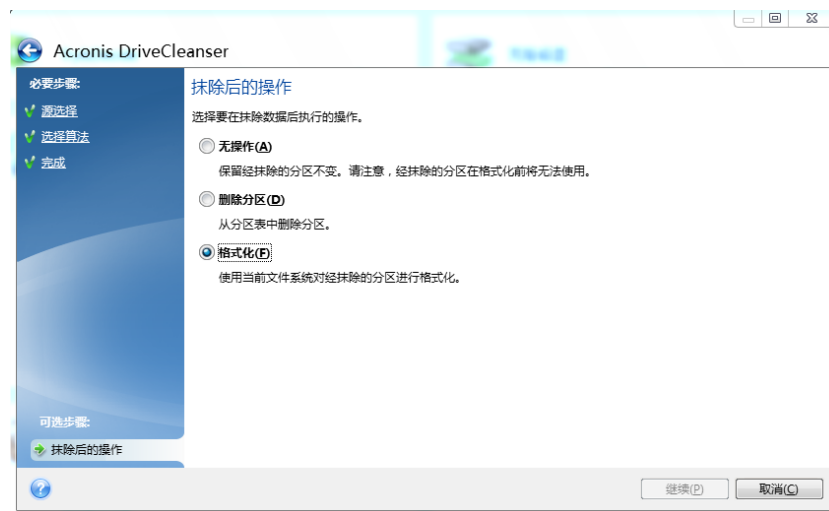 Acronis DriveCleanser
必要步骤:
源选择
选择算法
完成
抹除后的操作
选择要在抹除数据后执行的操作。
无操作(A)
保留经抹除的分区不变。请注意，经抹除的分区在格式化前将无法使用。
删除分区(D)
从分区表中删除分区。
格式化(F)
使用当前文件系统对经抹除的分区进行格式化。
可选步骤:
抹除后的操作
继续(P)
取消(C)